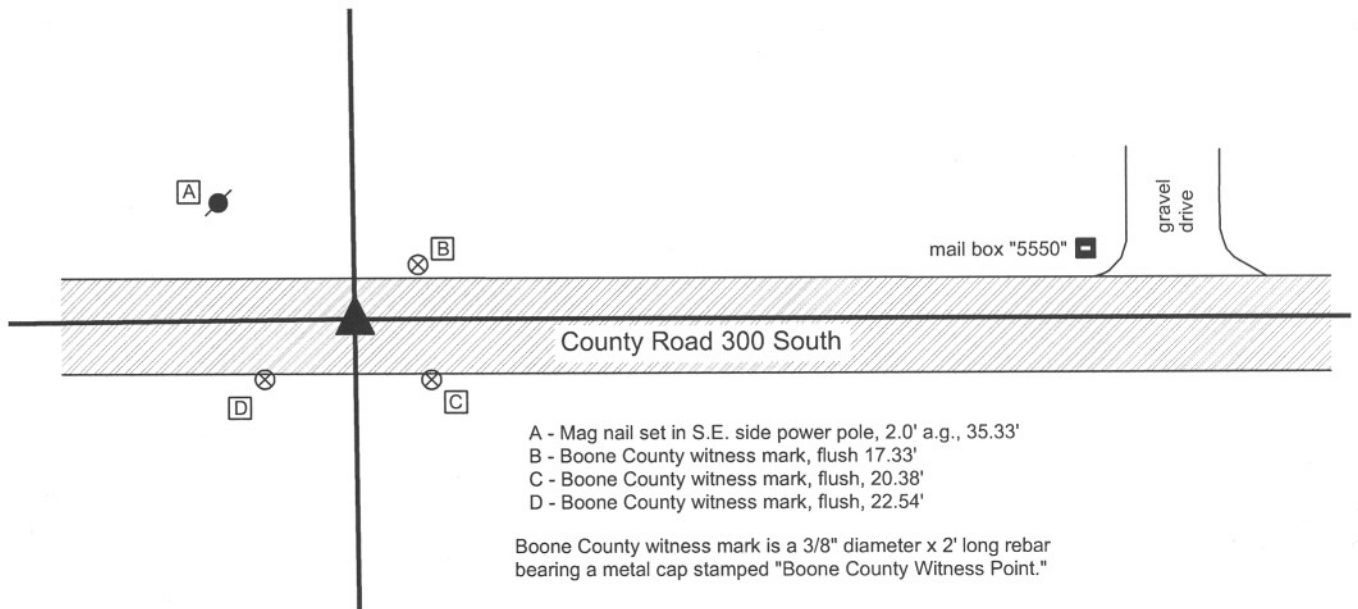 A
B
mail box "5550"
gravel
drive
County Road 300 South
D
C
A - Mag nail set in S.E. side power pole, 2.0' a.g., 35.33'
B - Boone County witness mark, flush 17.33'
C - Boone County witness mark, flush, 20.38'
D - Boone County witness mark, flush, 22.54'
Boone County witness mark is a 3/8" diameter x 2' long rebar
bearing a metal cap stamped "Boone County Witness Point."